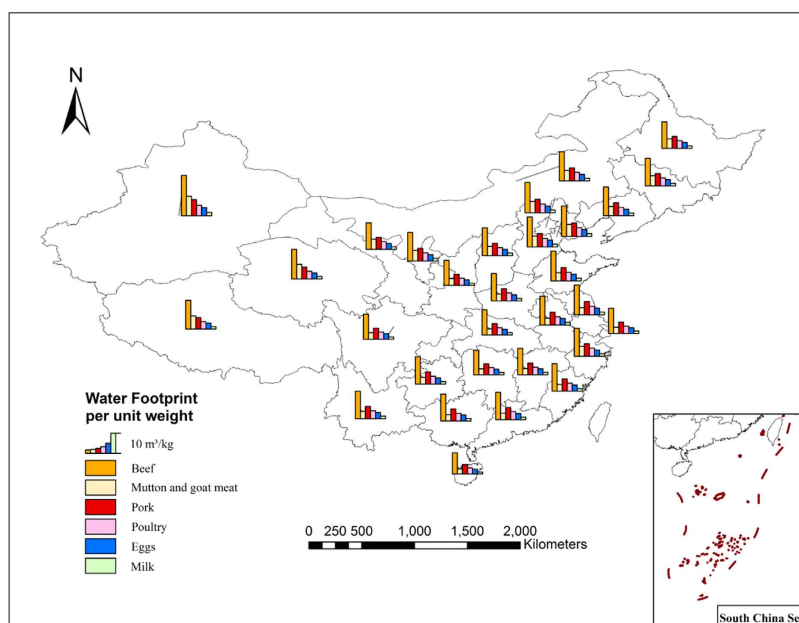 N
Water Footprint
per unit weight
10 m³/kg
Beef
Mutton and goat meat
Pork
Poultry
Eggs
Milk
0 250 500 1,000 1,500 2,000
Kilometers
South China Se